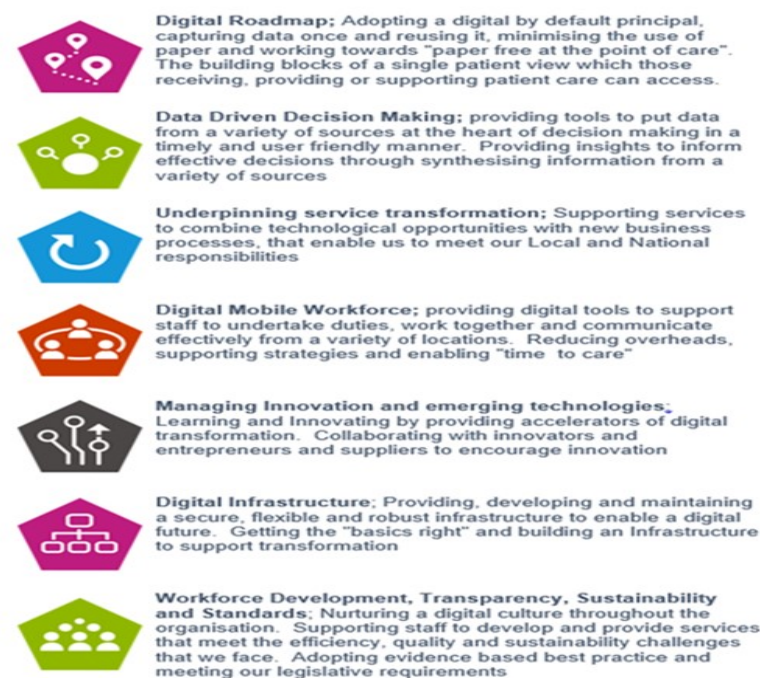 Digital Roadmap; Adopting a digital by default principal,
capturing data once and reusing it, minimising the use of
paper and working towards "paper free at the point of care".
The building blocks of a single patient view which those
receiving, providing or supporting patient care can access.
Data Driven Decision Making; providing tools to put data
from a variety of sources at the heart of decision making in a
timely and user friendly manner. Providing insights to inform
effective decisions through synthesising information from a
variety of sources
Underpinning service transformation; Supporting services
to combine technological opportunities with new business
processes, that enable us to meet our Local and National
responsibilities
Digital Mobile Workforce; providing digital tools to support
staff to undertake duties, work together and communicate
effectively from a variety of locations. Reducing overheads,
supporting strategies and enabling "time to care"
Managing Innovation and emerging technologies;
Learning and Innovating by providing accelerators of digital
transformation. Collaborating with innovators and
entrepreneurs and suppliers to encourage innovation
Digital Infrastructure; Providing, developing and maintaining
a secure, flexible and robust infrastructure to enable a digital
future. Getting the "basics right" and building an Infrastructure
to support transformation
Workforce Development, Transparency, Sustainability
and Standards; Nurturing a digital culture throughout the
organisation. Supporting staff to develop and provide services
that meet the efficiency, quality and sustainability challenges
that we face. Adopting evidence based best practice and
meeting our legislative requirements